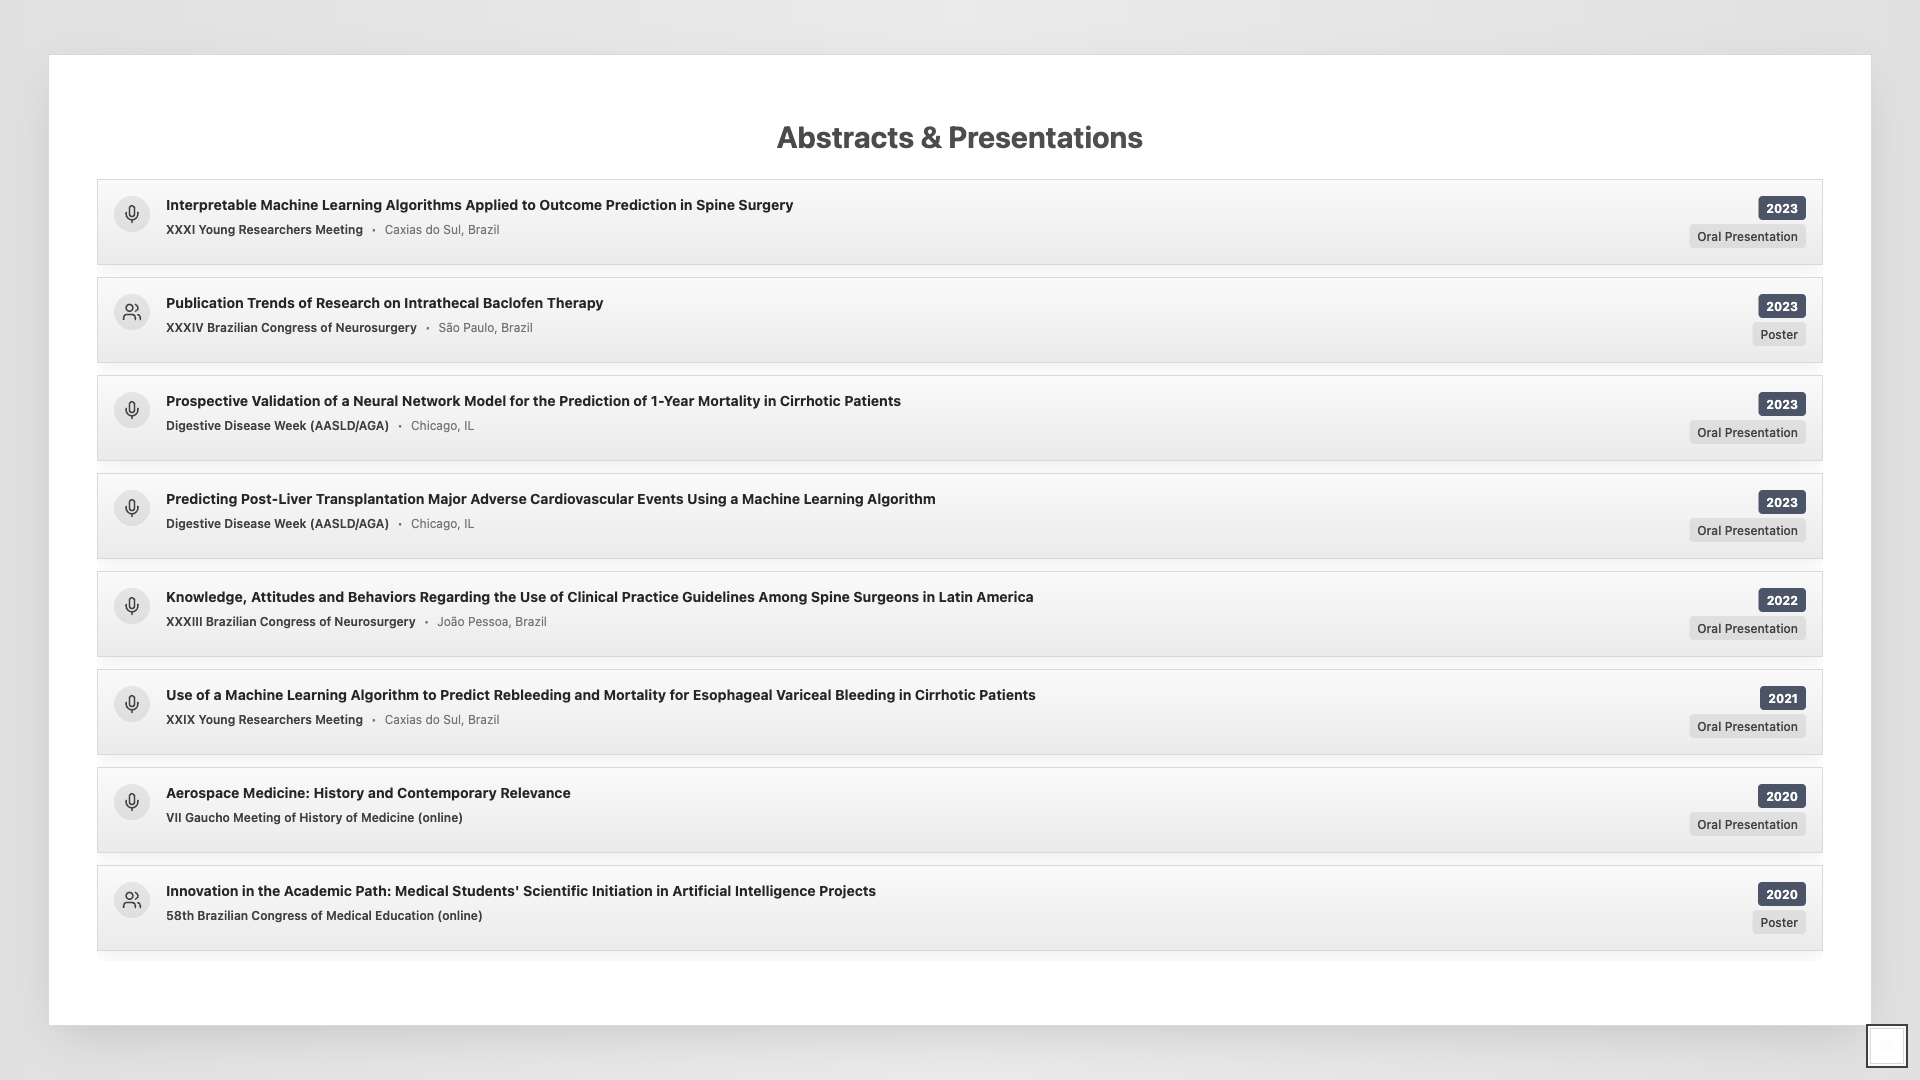 Abstracts & Presentations
Interpretable Machine Learning Algorithms Applied to Outcome Prediction in Spine Surgery
XXXI Young Researchers Meeting • Caxias do Sul, Brazil
2023
Oral Presentation
Publication Trends of Research on Intrathecal Baclofen Therapy
XXXIV Brazilian Congress of Neurosurgery • São Paulo, Brazil
2023
Poster
Prospective Validation of a Neural Network Model for the Prediction of 1-Year Mortality in Cirrhotic Patients
Digestive Disease Week (AASLD/AGA) • Chicago, IL
2023
Oral Presentation
Predicting Post-Liver Transplantation Major Adverse Cardiovascular Events Using a Machine Learning Algorithm
Digestive Disease Week (AASLD/AGA) • Chicago, IL
2023
Oral Presentation
Knowledge, Attitudes and Behaviors Regarding the Use of Clinical Practice Guidelines Among Spine Surgeons in Latin America
XXXIII Brazilian Congress of Neurosurgery • João Pessoa, Brazil
2022
Oral Presentation
Use of a Machine Learning Algorithm to Predict Rebleeding and Mortality for Esophageal Variceal Bleeding in Cirrhotic Patients
XXIX Young Researchers Meeting • Caxias do Sul, Brazil
2021
Oral Presentation
Aerospace Medicine: History and Contemporary Relevance
VII Gaucho Meeting of History of Medicine (online)
2020
Oral Presentation
Innovation in the Academic Path: Medical Students' Scientific Initiation in Artificial Intelligence Projects
58th Brazilian Congress of Medical Education (online)
2020
Poster